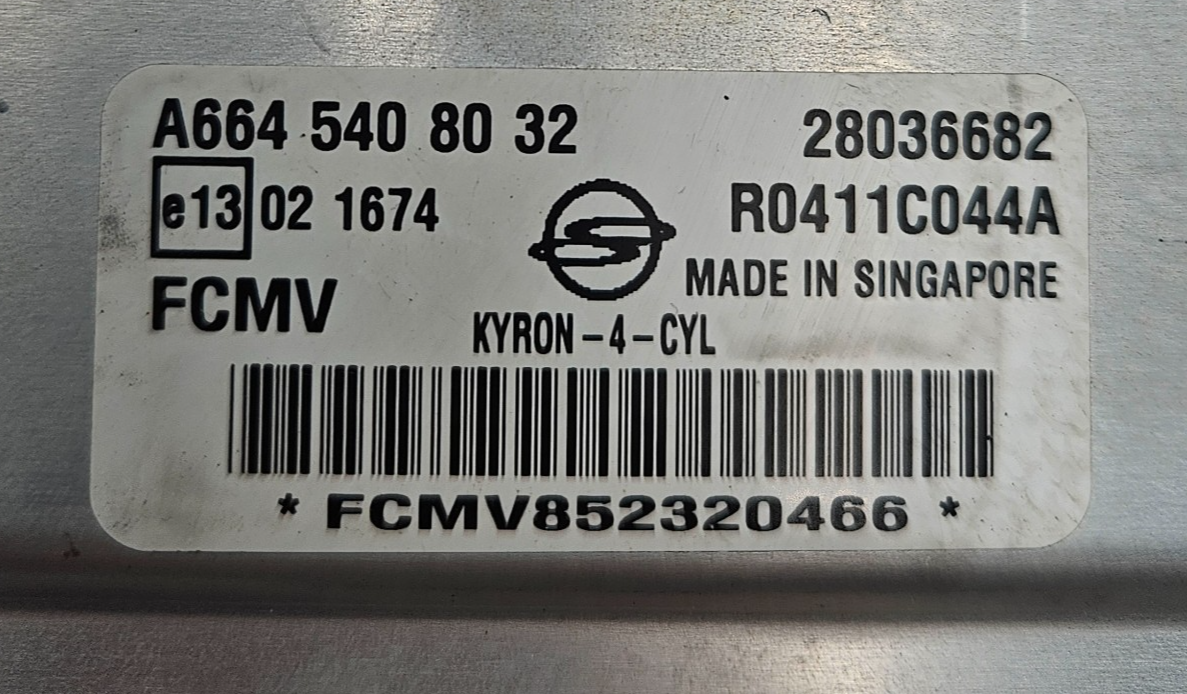 A664 540 80 32 28036682
e13 02 1674 R0411C044A
FCMV MADE IN SINGAPORE
KYRON-4-CYL
* FCMV852320466 *